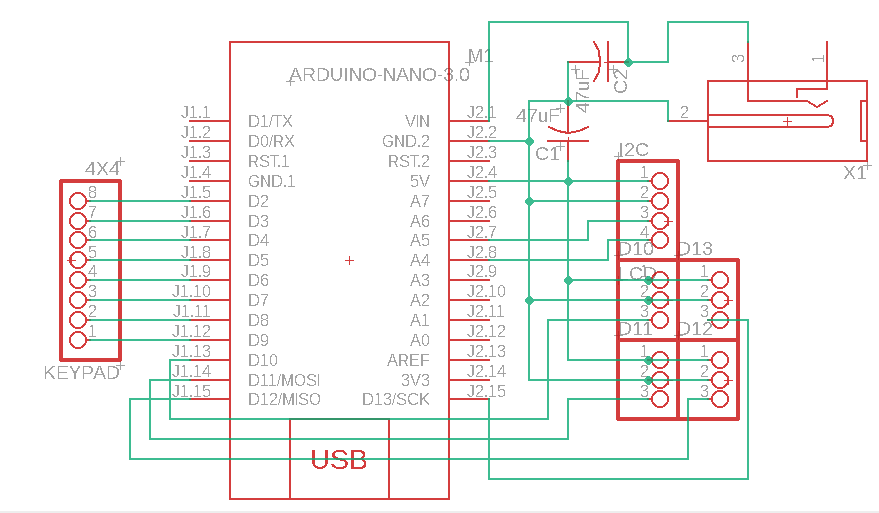 M1
ARDUINO-NANO-3.0
3
1
C2
47uF
47uF
2
C1
X1
J1.1 D1/TX VIN J2.1
J1.2 D0/RX GND.2 J2.2
J1.3 RST.1 RST.2 J2.3
J1.4 GND.1 5V J2.4
J1.5 D2 A7 J2.5
J1.6 D3 A6 J2.6
J1.7 D4 A5 J2.7
J1.8 D5 A4 J2.8
J1.9 D6 A3 J2.9
J1.10 D7 A2 J2.10
J1.11 D8 A1 J2.11
J1.12 D9 A0 J2.12
J1.13 D10 AREF J2.13
J1.14 D11/MOSI 3V3 J2.14
J1.15 D12/MISO D13/SCK J2.15
USB
4X4
8
7
6
5
4
3
2
1
KEYPAD
I2C
1
2
3
4
LCD
D10
1
2
3
D13
1
2
3
D11
1
2
3
D12
1
2
3